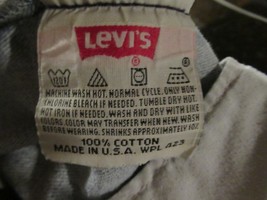 LEVI'S
MACHINE WASH HOT. NORMAL CYCLE. ONLY NON-
CHLORINE BLEACH IF NEEDED. TUMBLE DRY HOT.
HOT IRON IF NEEDED. WASH AND DRY WITH LIKE
COLORS. COLOR MAY TRANSFER WHEN NEW. WASH
BEFORE WEARING. SHRINKS APPROXIMATELY 10%
100% COTTON
MADE IN U.S.A. WPL 423